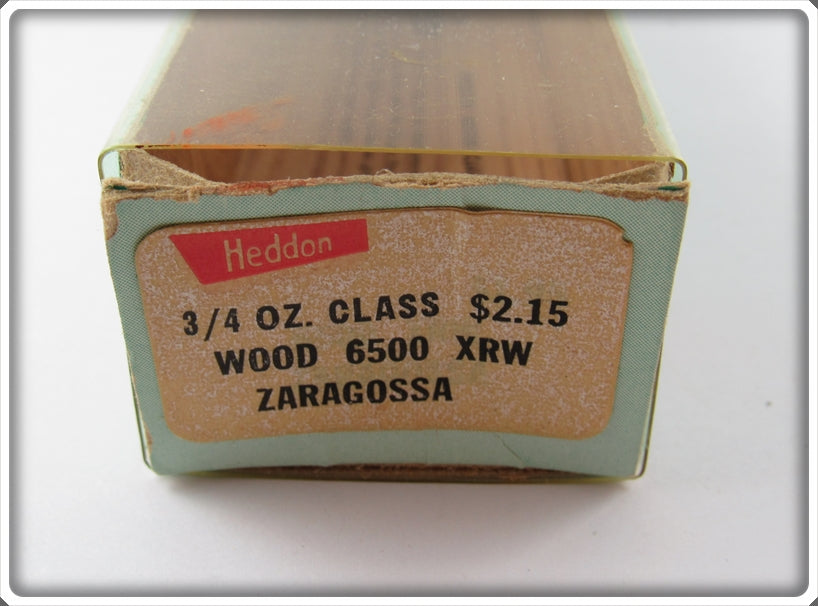 Heddon
3/4 OZ. CLASS $2.15
WOOD 6500 XRW
ZARAGOSSA